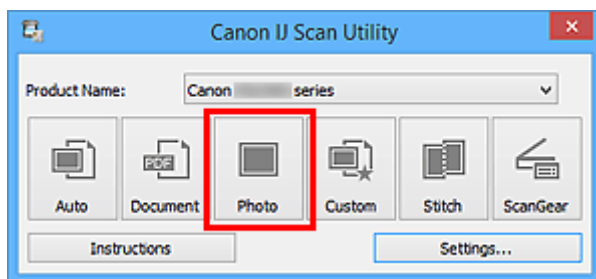 Canon IJ Scan Utility
Product Name: Canon series
PDF
Auto Document Photo Custom Stitch ScanGear
Instructions Settings...